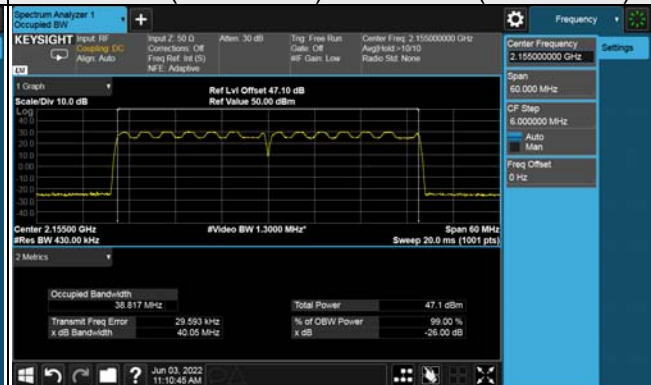 Spectrum Analyzer 1
Occupied BW
+
Frequency
KEYSIGHT
Input: RF
Coupling: DC
Align: Auto
Input Z: 50 Ω
Corrections: Off
Freq Ref: Int (S)
NFE: Adaptive
Atten: 30 dB
Trig: Free Run
Gate: Off
#IF Gain: Low
Center Freq: 2.155000000 GHz
Avg|Hold:>10/10
Radio Std: None
LM
Center Frequency
2.155000000 GHz
Settings
Span
60.000 MHz
CF Step
6.000000 MHz
Auto
Man
Freq Offset
0 Hz
1 Graph
Scale/Div 10.0 dB
Ref Lvl Offset 47.10 dB
Ref Value 50.00 dBm
Log
40.0
30.0
20.0
10.0
0.00
-10.0
-20.0
-30.0
-40.0
Center 2.15500 GHz
#Res BW 430.00 kHz
#Video BW 1.3000 MHz*
Span 60 MHz
Sweep 20.0 ms (1001 pts)
2 Metrics
Occupied Bandwidth
38.817 MHz
Total Power 47.1 dBm
Transmit Freq Error 29.593 kHz
% of OBW Power 99.00 %
x dB Bandwidth 40.05 MHz
x dB -26.00 dB
?
Jun 03, 2022
11:10:45 AM